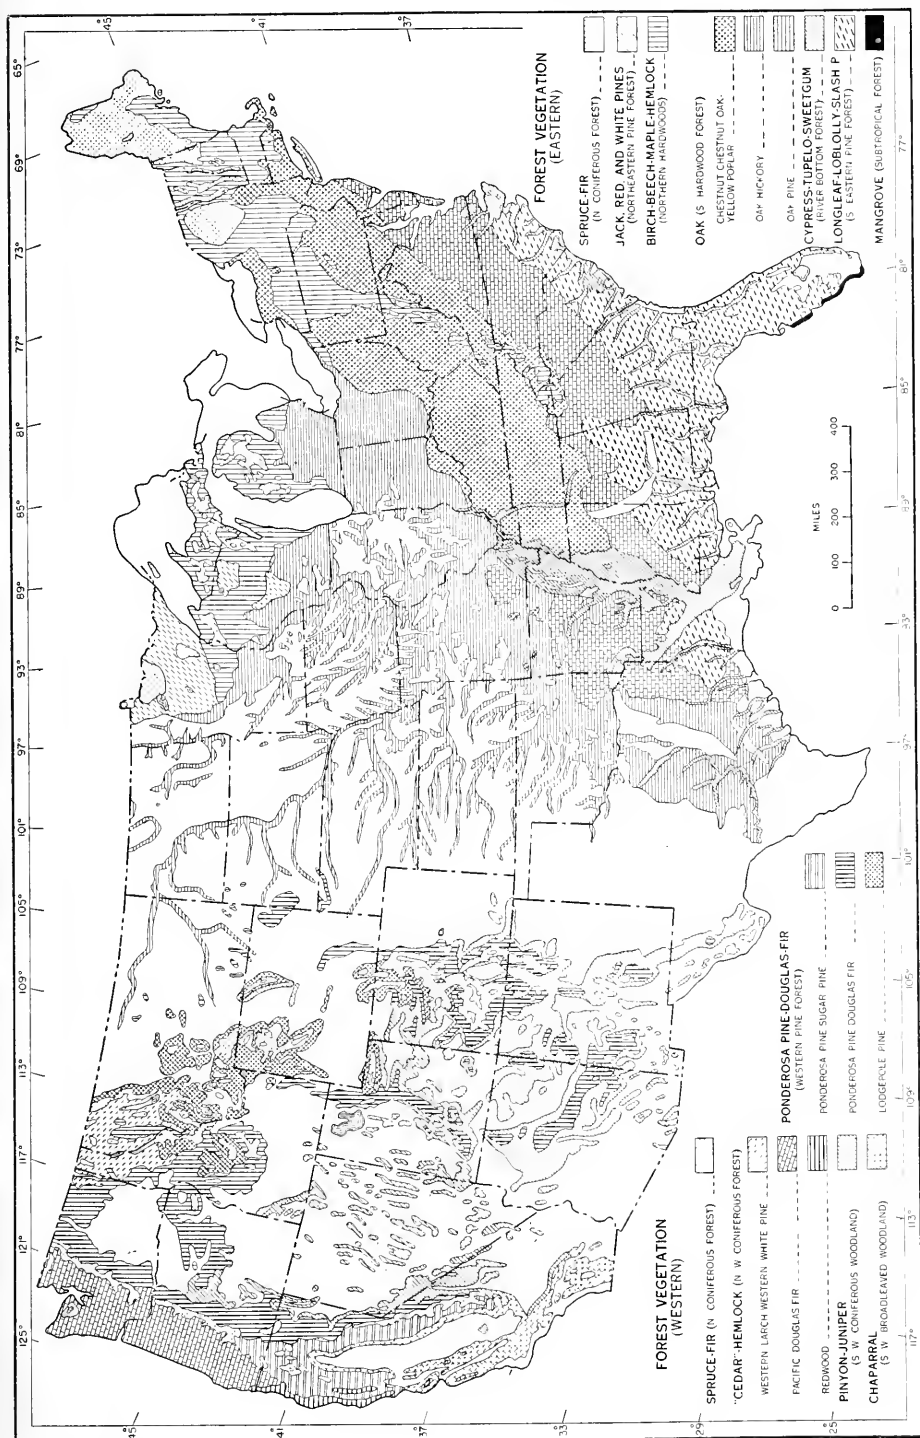 65°
69°
73°
77°
81°
85°
89°
93°
97°
100°
105°
109°
113°
117°
121°
125°
45
41
37
45
41
37
33
29
25
117°
113°
109°
105°
101°
97°
93°
85°
81°
77°
FOREST VEGETATION
(EASTERN)
SPRUCE-FIR
(N CONIFEROUS FOREST)
JACK, RED, AND WHITE PINES
(NORTHEASTERN PINE FOREST)
BIRCH-BEECH-MAPLE-HEMLOCK
(NORTHERN HARDWOODS)
OAK (S HARDWOOD FOREST)
CHESTNUT CHESTNUT OAK-
YELLOW POPLAR
OAK HICKORY
OAK PINE
CYPRESS-TUPELO-SWEETGUM
(RIVER BOTTOM FOREST)
LONGLEAF-LOBLOLLY-SLASH P
(S EASTERN PINE FOREST)
MANGROVE (SUBTROPICAL FOREST)
MILES
0 100 200 300 400
FOREST VEGETATION
(WESTERN)
SPRUCE-FIR (N CONIFEROUS FOREST)
"CEDAR"-HEMLOCK (N W CONIFEROUS FOREST)
WESTERN LARCH WESTERN WHITE PINE
PACIFIC DOUGLAS FIR
REDWOOD
PINYON-JUNIPER
(S W CONIFEROUS WOODLAND)
CHAPARRAL
(S W BROADLEAVED WOODLAND)
PONDEROSA PINE-DOUGLAS-FIR
(WESTERN PINE FOREST)
PONDEROSA PINE SUGAR PINE
PONDEROSA PINE DOUGLAS FIR
LODGEPOLE PINE